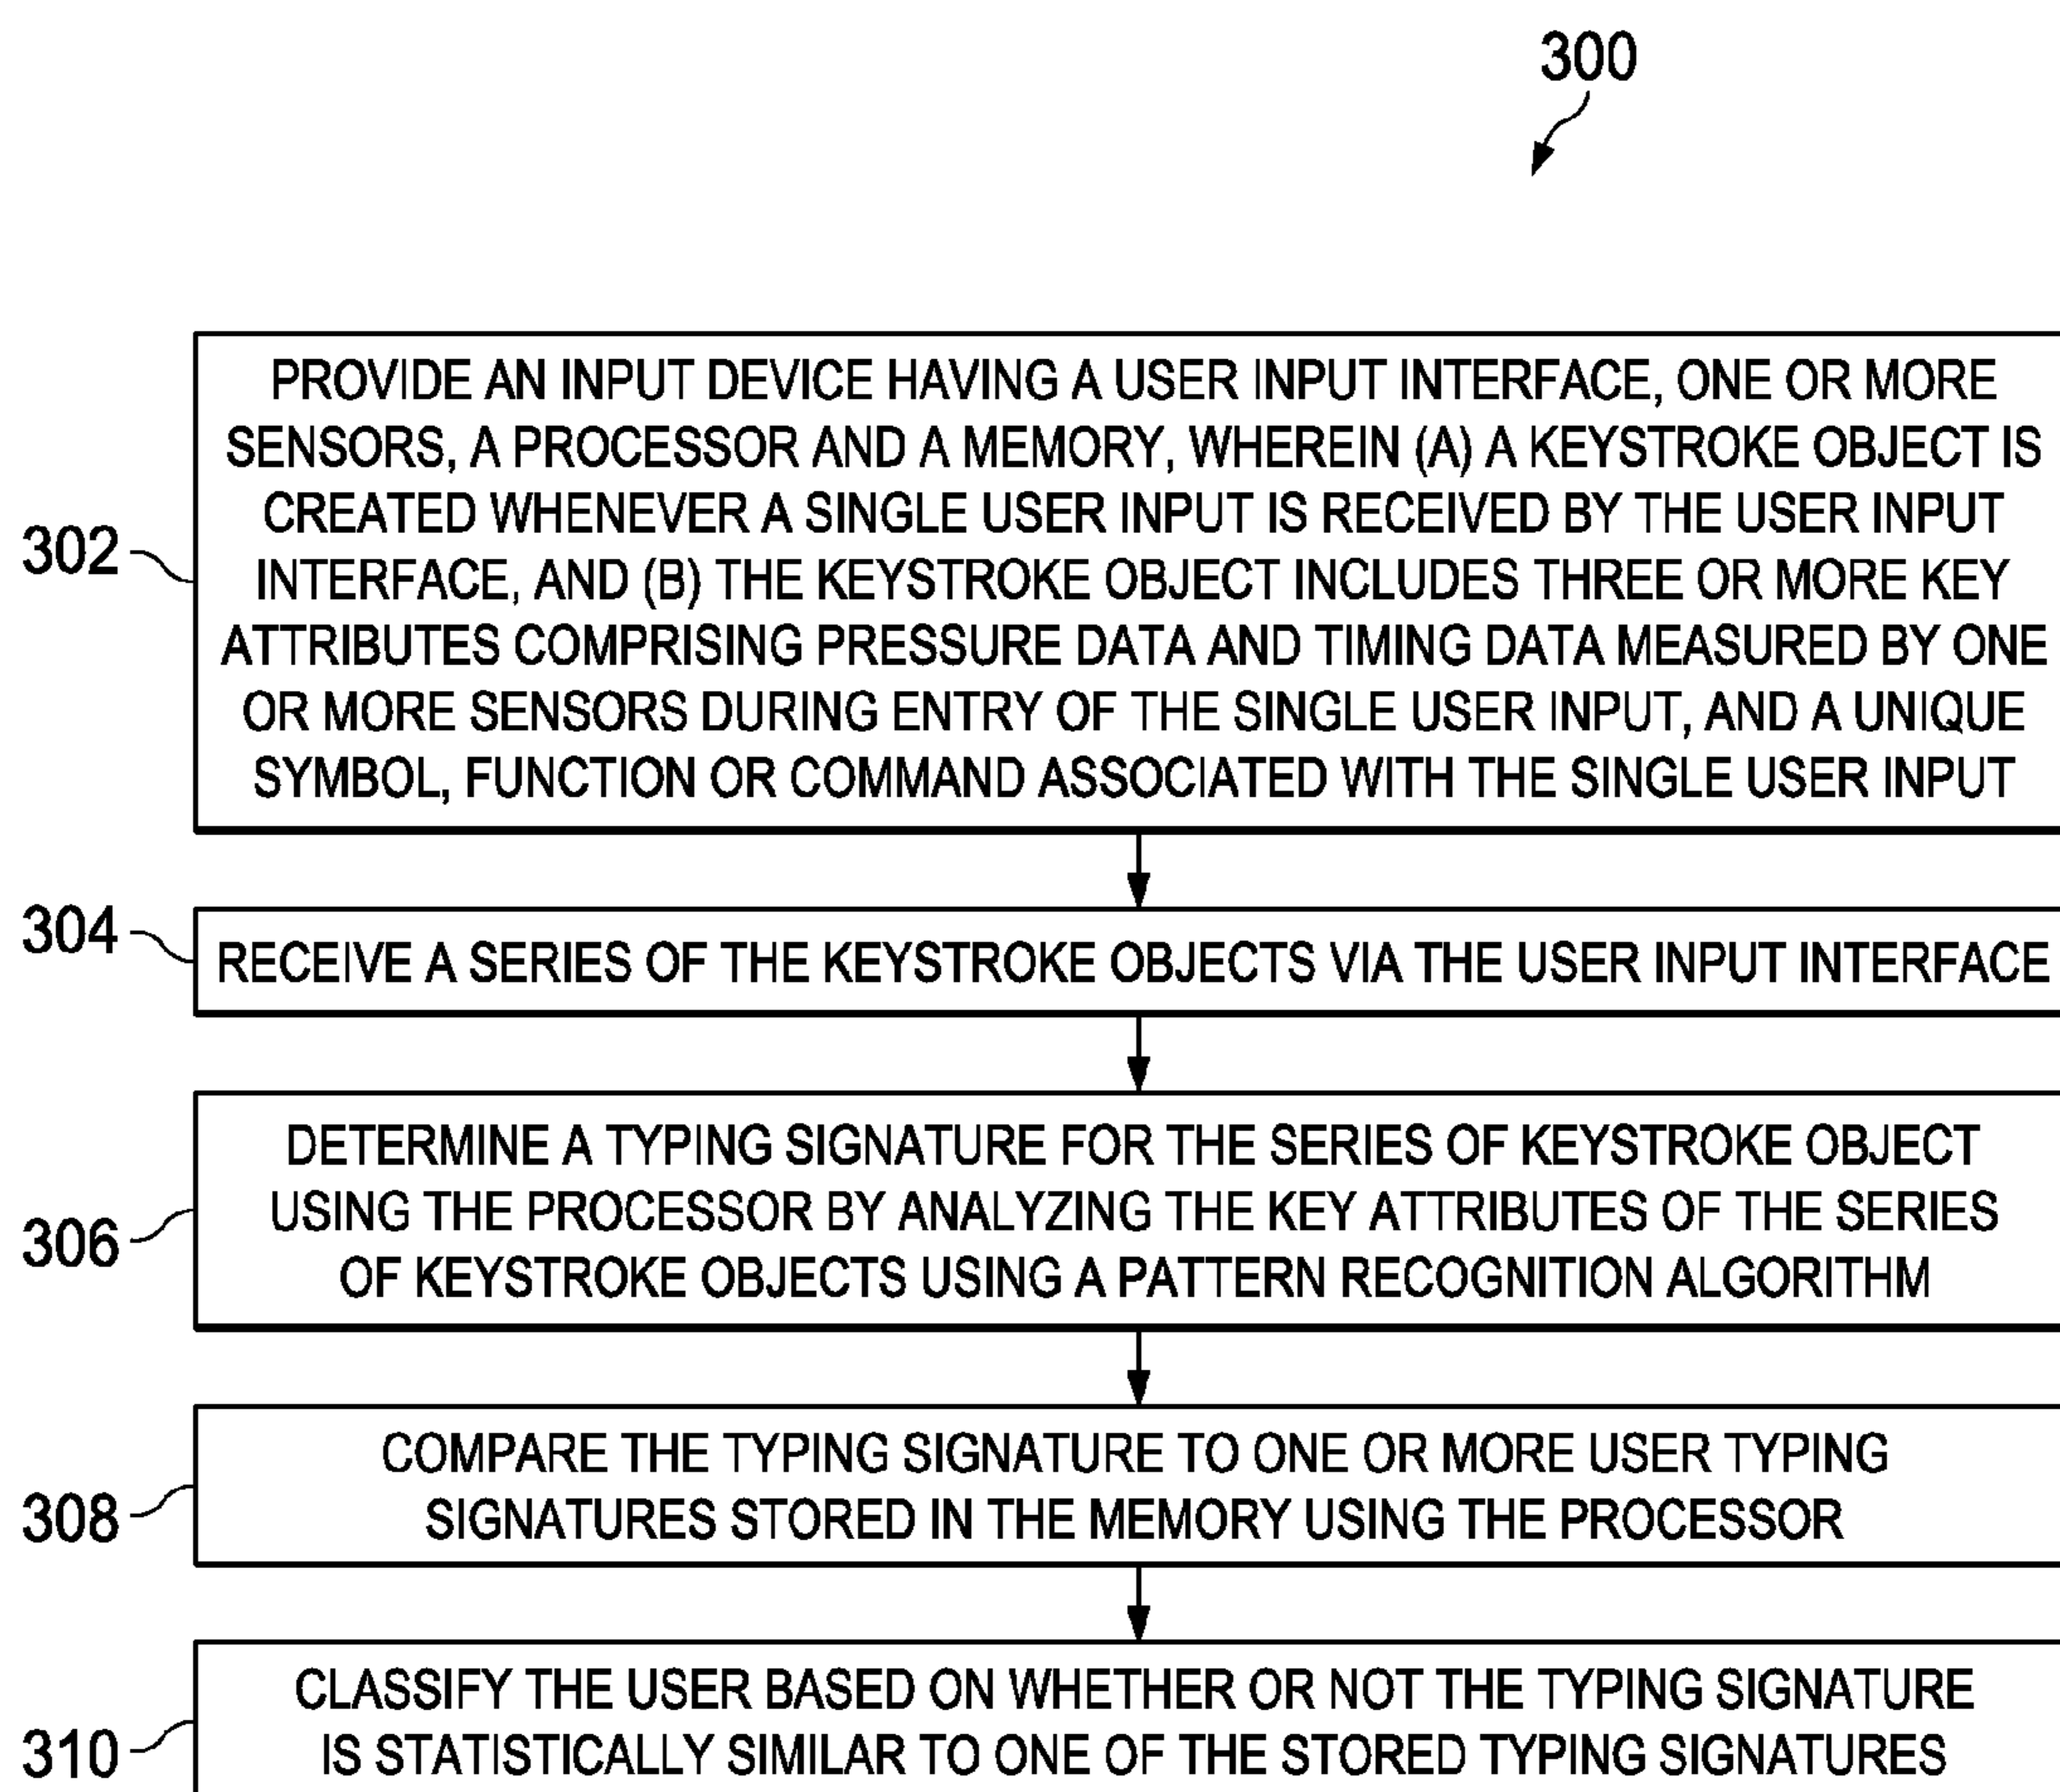 300
302
PROVIDE AN INPUT DEVICE HAVING A USER INPUT INTERFACE, ONE OR MORE
SENSORS, A PROCESSOR AND A MEMORY, WHEREIN (A) A KEYSTROKE OBJECT IS
CREATED WHENEVER A SINGLE USER INPUT IS RECEIVED BY THE USER INPUT
INTERFACE, AND (B) THE KEYSTROKE OBJECT INCLUDES THREE OR MORE KEY
ATTRIBUTES COMPRISING PRESSURE DATA AND TIMING DATA MEASURED BY ONE
OR MORE SENSORS DURING ENTRY OF THE SINGLE USER INPUT, AND A UNIQUE
SYMBOL, FUNCTION OR COMMAND ASSOCIATED WITH THE SINGLE USER INPUT
304
RECEIVE A SERIES OF THE KEYSTROKE OBJECTS VIA THE USER INPUT INTERFACE
306
DETERMINE A TYPING SIGNATURE FOR THE SERIES OF KEYSTROKE OBJECT
USING THE PROCESSOR BY ANALYZING THE KEY ATTRIBUTES OF THE SERIES
OF KEYSTROKE OBJECTS USING A PATTERN RECOGNITION ALGORITHM
308
COMPARE THE TYPING SIGNATURE TO ONE OR MORE USER TYPING
SIGNATURES STORED IN THE MEMORY USING THE PROCESSOR
310
CLASSIFY THE USER BASED ON WHETHER OR NOT THE TYPING SIGNATURE
IS STATISTICALLY SIMILAR TO ONE OF THE STORED TYPING SIGNATURES